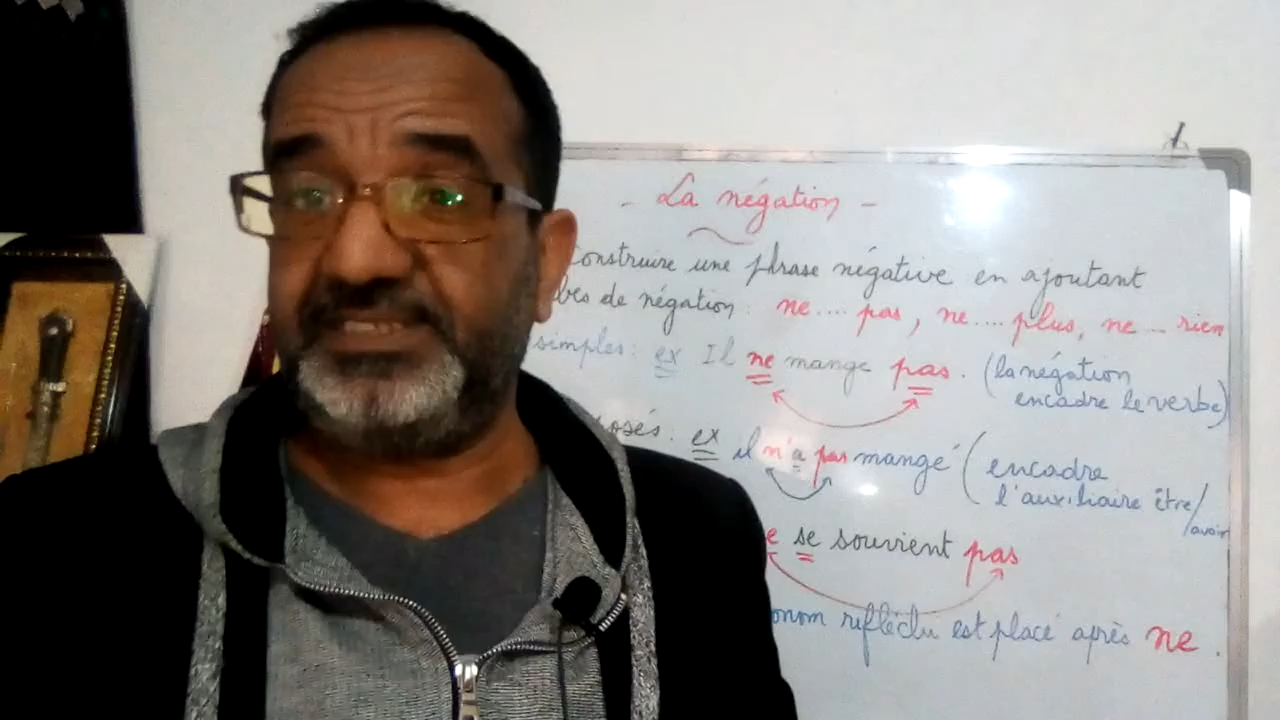 - La négation -
Construire une phrase négative en ajoutant
bes de négation : ne .... pas, ne .... plus, ne ... rien
simples : ex Il ne mange pas. (la négation
encadre le verbe)
osés : ex il n'a pas mangé (encadre
l'auxiliaire être/
avoir
e se souvient pas
onom réfléchi est placé après ne.